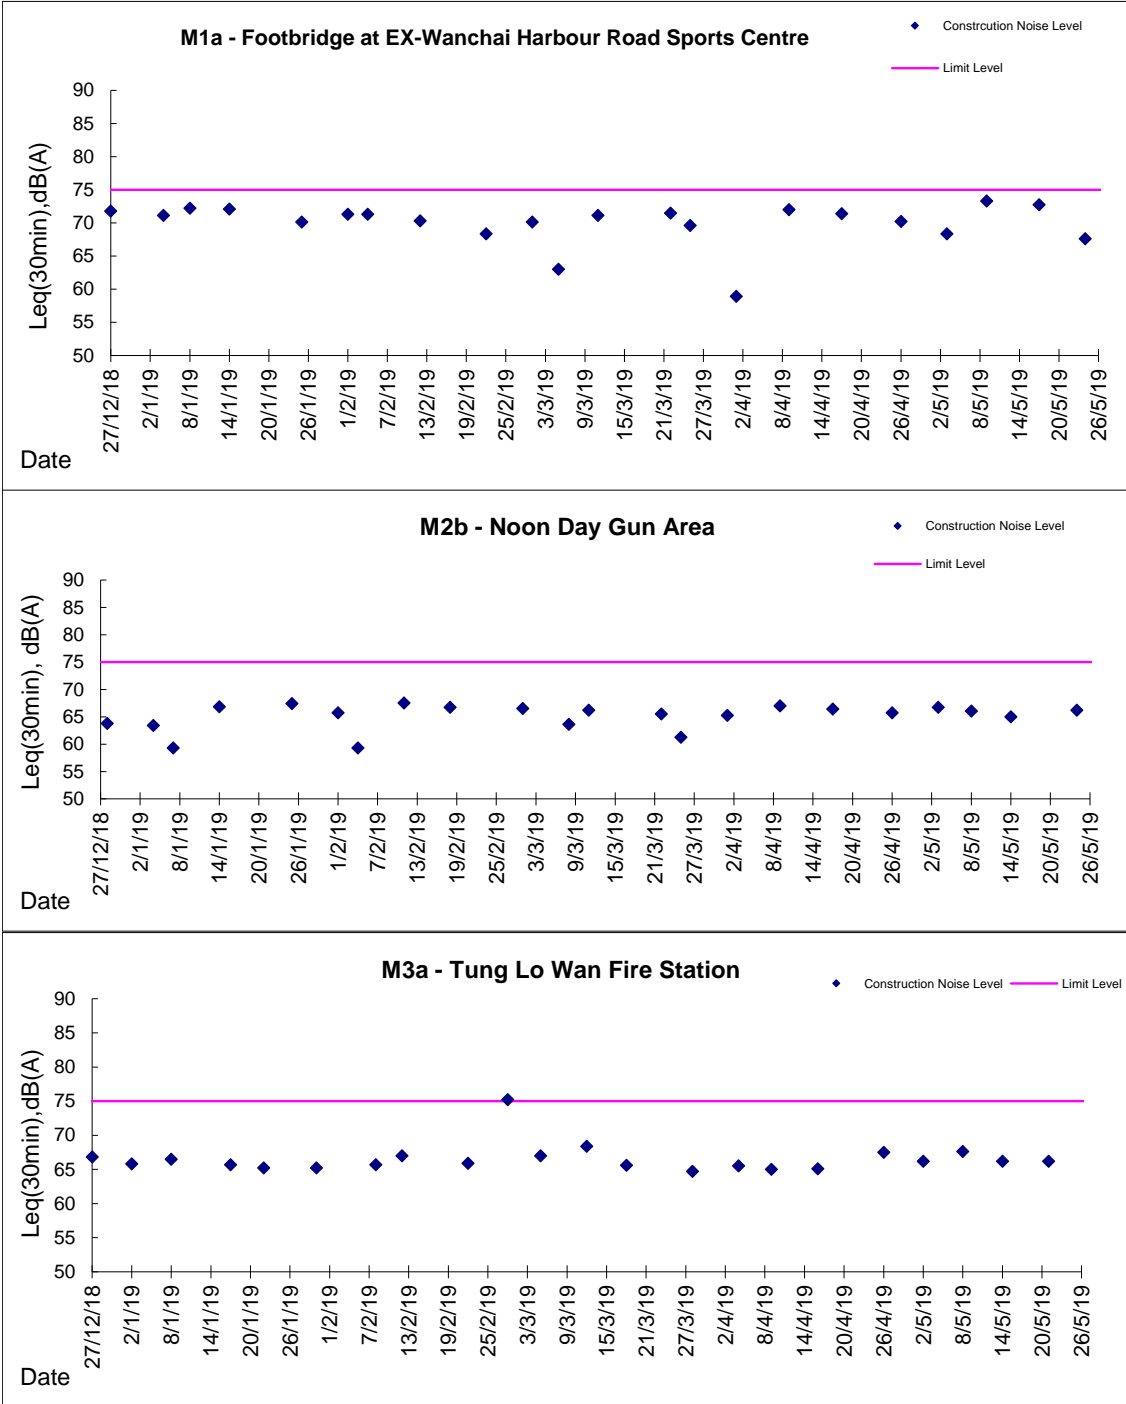 M1a - Footbridge at EX-Wanchai Harbour Road Sports Centre
Constrcution Noise Level
Limit Level
Leq(30min),dB(A)
90
85
80
75
70
65
60
55
50
27/12/18 2/1/19 8/1/19 14/1/19 20/1/19 26/1/19 1/2/19 7/2/19 13/2/19 19/2/19 25/2/19 3/3/19 9/3/19 15/3/19 21/3/19 27/3/19 2/4/19 8/4/19 14/4/19 20/4/19 26/4/19 2/5/19 8/5/19 14/5/19 20/5/19 26/5/19
Date
M2b - Noon Day Gun Area
Construction Noise Level
Limit Level
Leq(30min), dB(A)
90
85
80
75
70
65
60
55
50
27/12/18 2/1/19 8/1/19 14/1/19 20/1/19 26/1/19 1/2/19 7/2/19 13/2/19 19/2/19 25/2/19 3/3/19 9/3/19 15/3/19 21/3/19 27/3/19 2/4/19 8/4/19 14/4/19 20/4/19 26/4/19 2/5/19 8/5/19 14/5/19 20/5/19 26/5/19
Date
M3a - Tung Lo Wan Fire Station
Construction Noise Level Limit Level
Leq(30min),dB(A)
90
85
80
75
70
65
60
55
50
27/12/18 2/1/19 8/1/19 14/1/19 20/1/19 26/1/19 1/2/19 7/2/19 13/2/19 19/2/19 25/2/19 3/3/19 9/3/19 15/3/19 21/3/19 27/3/19 2/4/19 8/4/19 14/4/19 20/4/19 26/4/19 2/5/19 8/5/19 14/5/19 20/5/19 26/5/19
Date